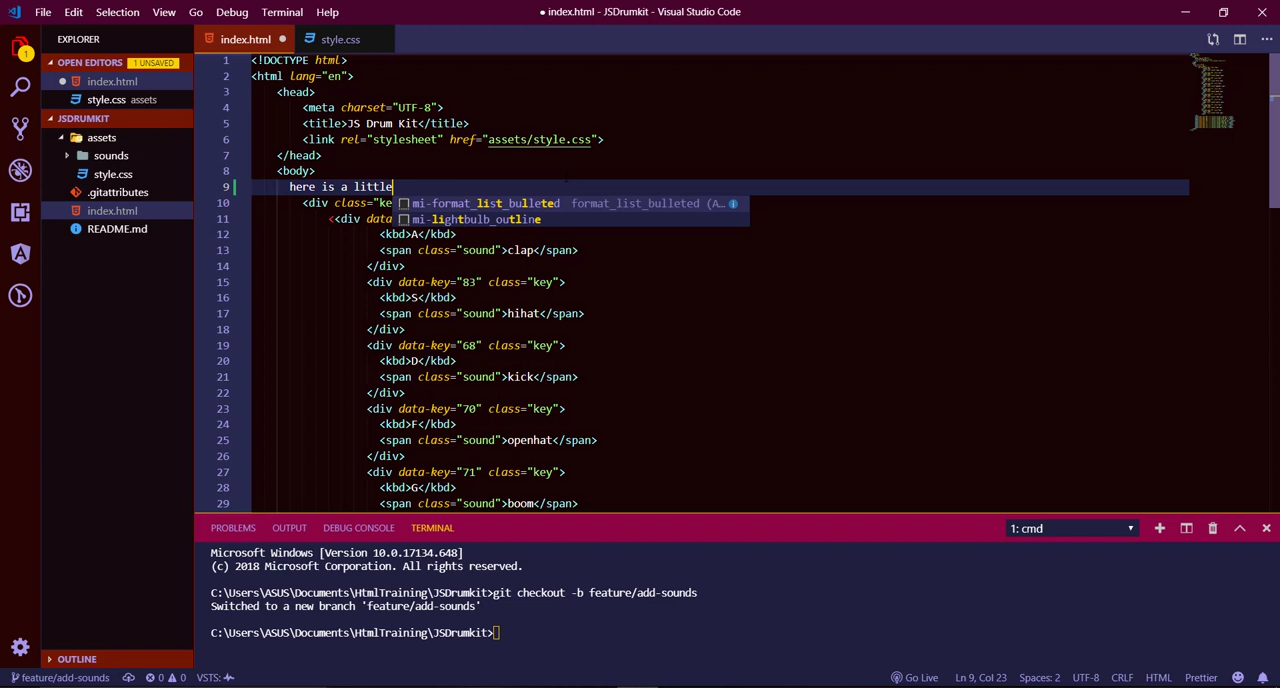 File Edit Selection View Go Debug Terminal Help
● index.html - JSDrumkit - Visual Studio Code
1
EXPLORER
OPEN EDITORS 1 UNSAVED
index.html
style.css assets
JSDRUMKIT
assets
sounds
style.css
.gitattributes
index.html
README.md
OUTLINE
index.html
style.css
1 <!DOCTYPE html>
2 <html lang="en">
3 <head>
4 <meta charset="UTF-8">
5 <title>JS Drum Kit</title>
6 <link rel="stylesheet" href="assets/style.css">
7 </head>
8 <body>
9 here is a little
10 <div class="ke
mi-format_list_bulleted format_list_bulleted (A...
11 <<div data
mi-lightbulb_outline
12 <kbd>A</kbd>
13 <span class="sound">clap</span>
14 </div>
15 <div data-key="83" class="key">
16 <kbd>S</kbd>
17 <span class="sound">hihat</span>
18 </div>
19 <div data-key="68" class="key">
20 <kbd>D</kbd>
21 <span class="sound">kick</span>
22 </div>
23 <div data-key="70" class="key">
24 <kbd>F</kbd>
25 <span class="sound">openhat</span>
26 </div>
27 <div data-key="71" class="key">
28 <kbd>G</kbd>
29 <span class="sound">boom</span>
PROBLEMS OUTPUT DEBUG CONSOLE TERMINAL
1: cmd
Microsoft Windows [Version 10.0.17134.648]
(c) 2018 Microsoft Corporation. All rights reserved.
C:\Users\ASUS\Documents\HtmlTraining\JSDrumkit>git checkout -b feature/add-sounds
Switched to a new branch 'feature/add-sounds'
C:\Users\ASUS\Documents\HtmlTraining\JSDrumkit>
feature/add-sounds 0 0 VSTS:
Go Live Ln 9, Col 23 Spaces: 2 UTF-8 CRLF HTML Prettier